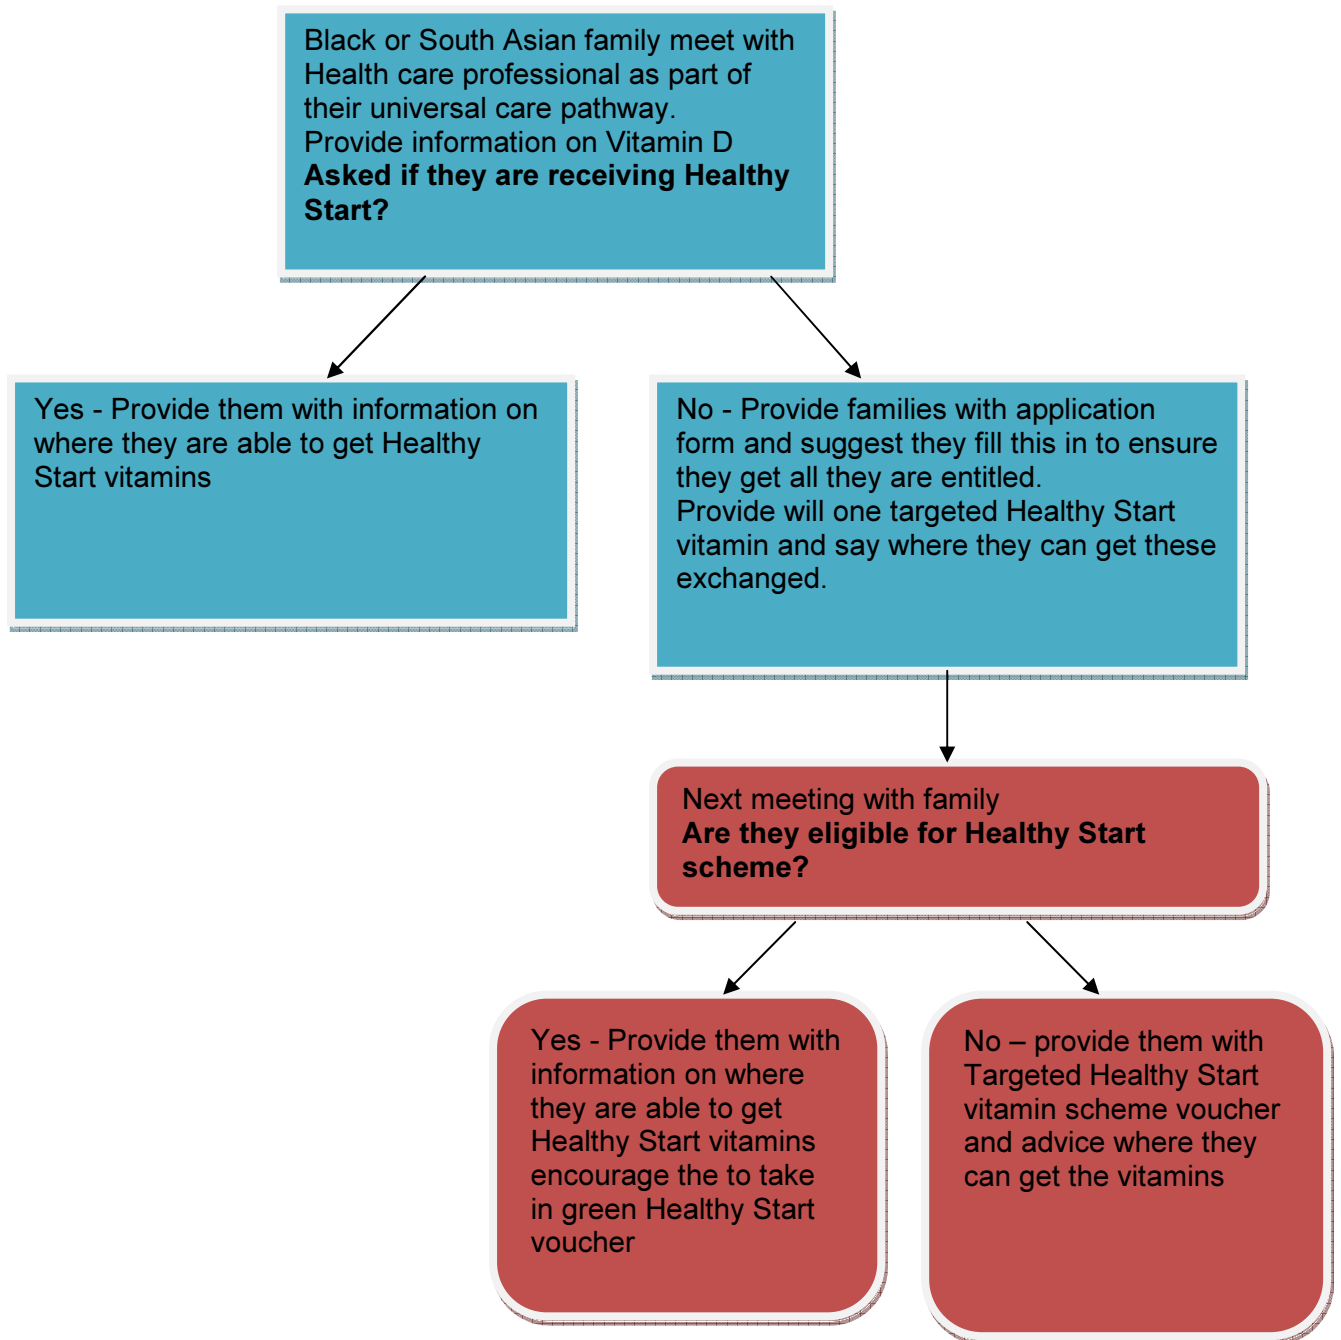 Black or South Asian family meet with
Health care professional as part of
their universal care pathway.
Provide information on Vitamin D
Asked if they are receiving Healthy
Start?
Yes - Provide them with information on
where they are able to get Healthy
Start vitamins
No - Provide families with application
form and suggest they fill this in to ensure
they get all they are entitled.
Provide will one targeted Healthy Start
vitamin and say where they can get these
exchanged.
Next meeting with family
Are they eligible for Healthy Start
scheme?
Yes - Provide them with
information on where
they are able to get
Healthy Start vitamins
encourage the to take
in green Healthy Start
voucher
No – provide them with
Targeted Healthy Start
vitamin scheme voucher
and advice where they
can get the vitamins